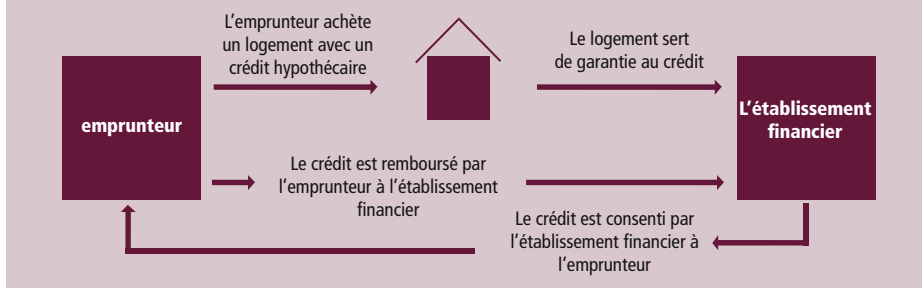 L'emprunteur achète
un logement avec un
crédit hypothécaire
Le logement sert
de garantie au crédit
emprunteur
L'établissement
financier
Le crédit est remboursé par
l'emprunteur à l'établissement
financier
Le crédit est consenti par
l'établissement financier à
l'emprunteur